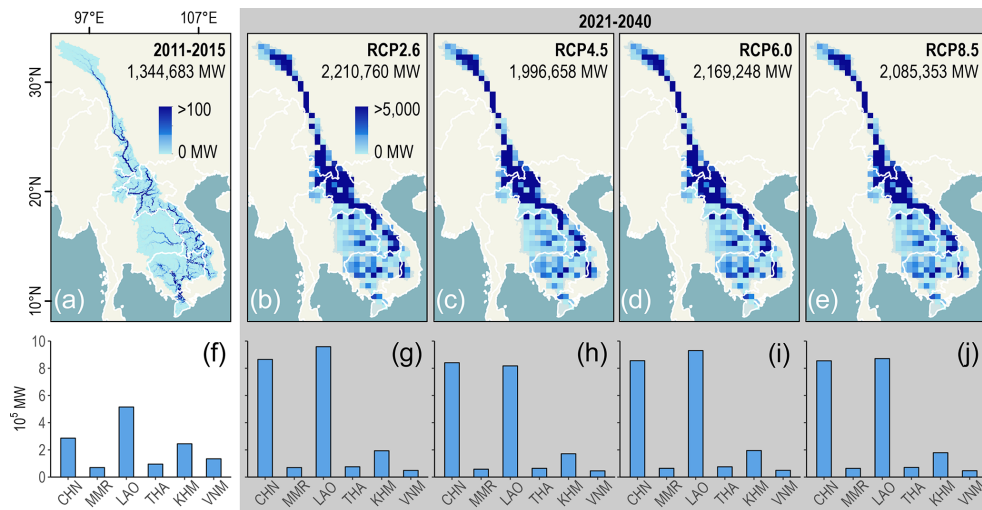 2021-2040
97°E 107°E
30°N
20°N
10°N
2011-2015
1,344,683 MW
>100
0 MW
(a)
RCP2.6
2,210,760 MW
>5,000
0 MW
(b)
RCP4.5
1,996,658 MW
(c)
RCP6.0
2,169,248 MW
(d)
RCP8.5
2,085,353 MW
(e)
10⁵ MW
10
8
6
4
2
0
(f)
CHN MMR LAO THA KHM VNM
(g)
CHN MMR LAO THA KHM VNM
(h)
CHN MMR LAO THA KHM VNM
(i)
CHN MMR LAO THA KHM VNM
(j)
CHN MMR LAO THA KHM VNM